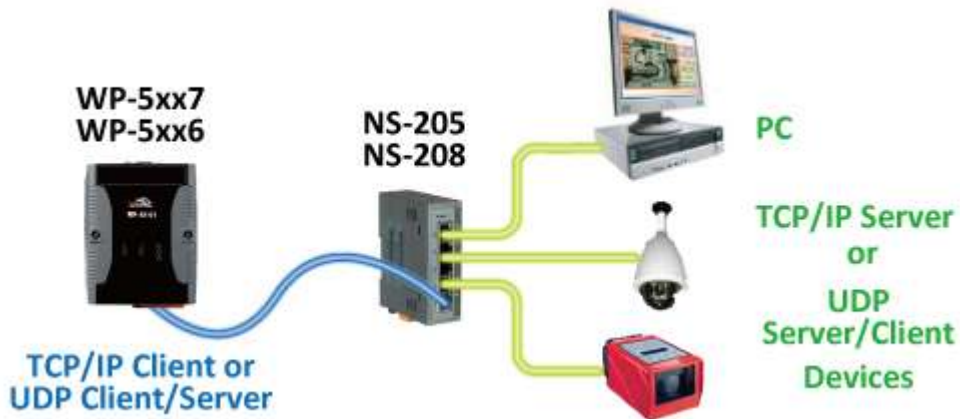 WP-5xx7
WP-5xx6
NS-205
NS-208
PC
TCP/IP Server
or
UDP
Server/Client
Devices
TCP/IP Client or
UDP Client/Server